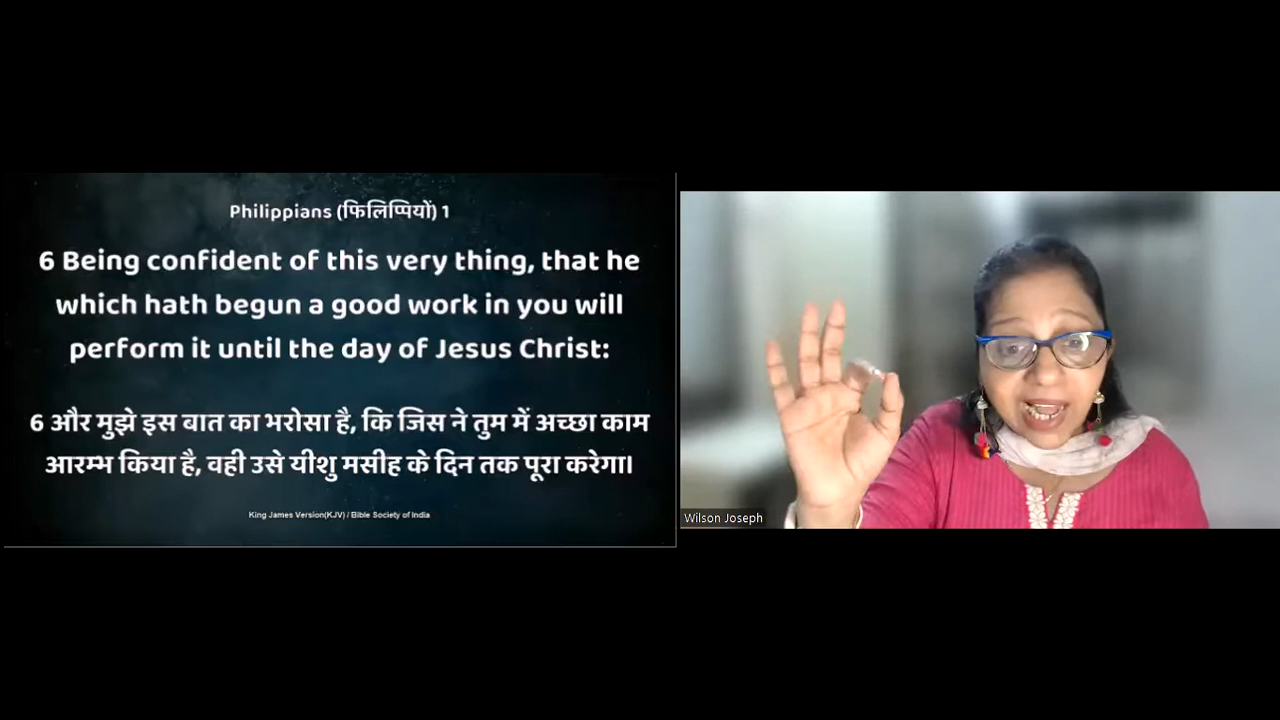 Philippians (फिलिप्पियों) 1
6 Being confident of this very thing, that he
which hath begun a good work in you will
perform it until the day of Jesus Christ:
6 और मुझे इस बात का भरोसा है, कि जिस ने तुम में अच्छा काम
आरम्भ किया है, वही उसे यीशु मसीह के दिन तक पूरा करेगा।
King James Version(KJV) / Bible Society of India
Wilson Joseph